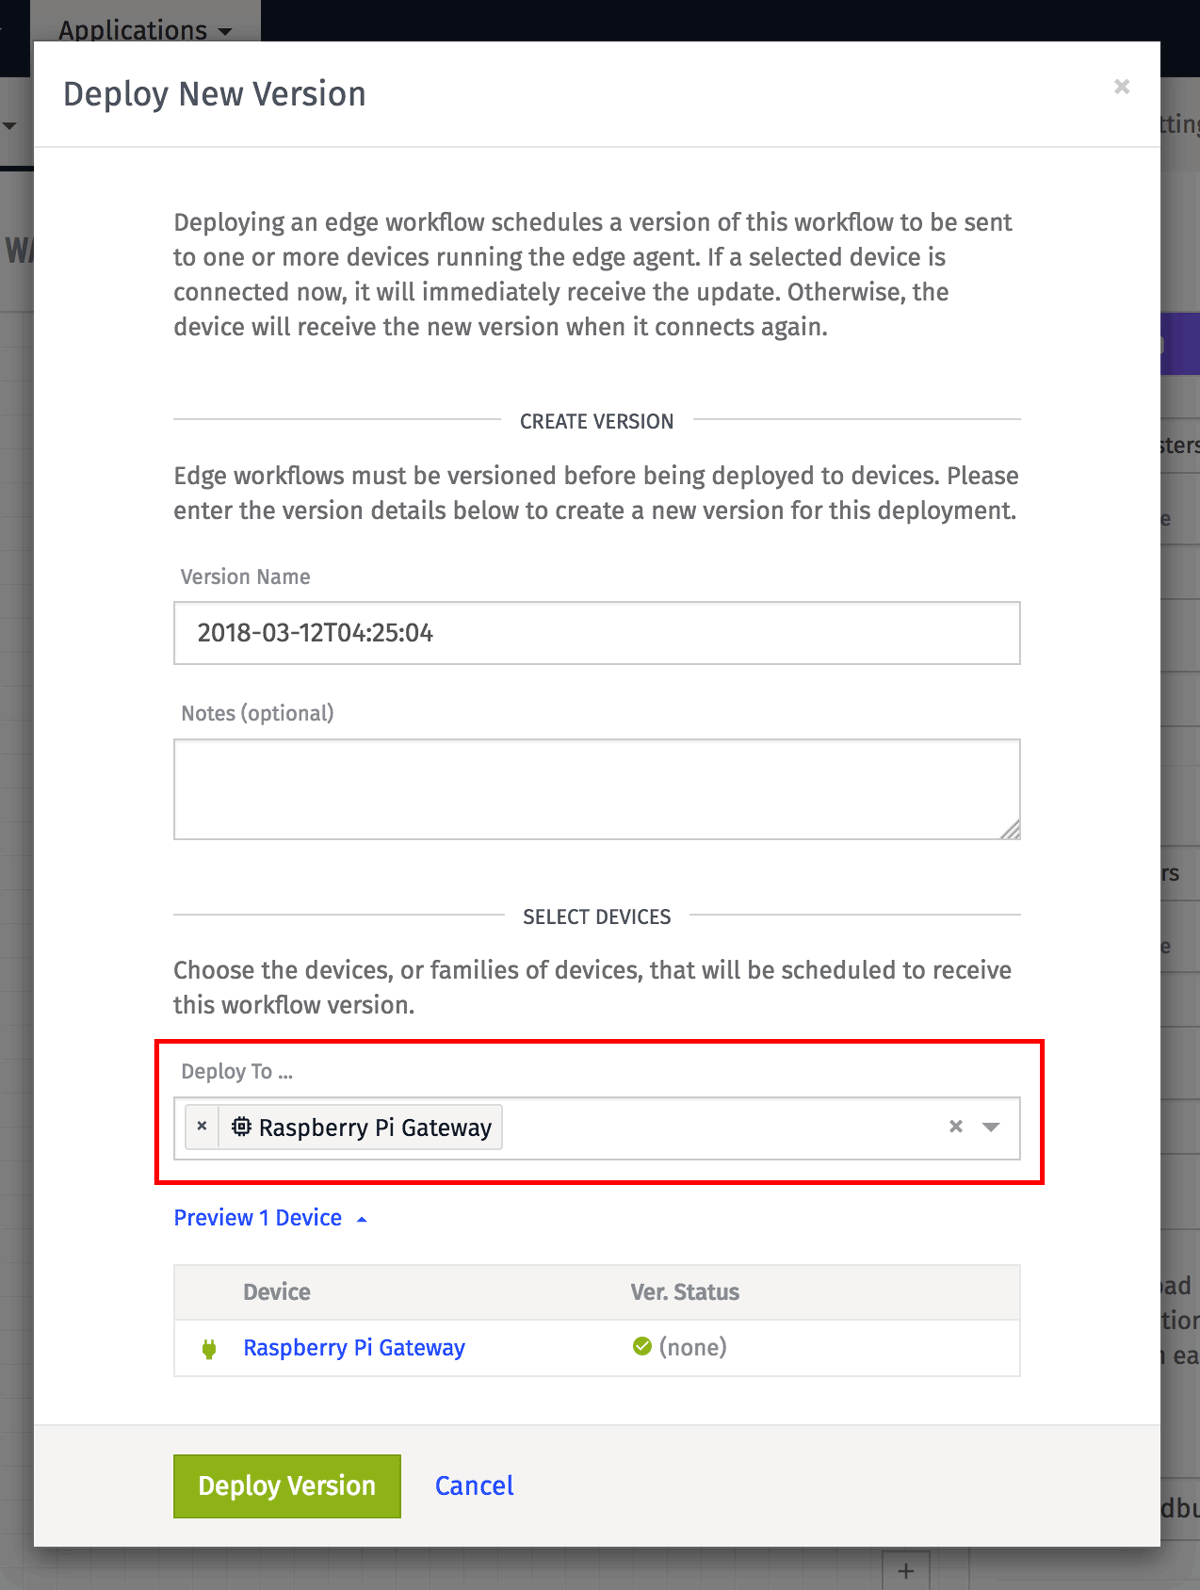 Applications
Deploy New Version
×
Deploying an edge workflow schedules a version of this workflow to be sent
to one or more devices running the edge agent. If a selected device is
connected now, it will immediately receive the update. Otherwise, the
device will receive the new version when it connects again.
CREATE VERSION
Edge workflows must be versioned before being deployed to devices. Please
enter the version details below to create a new version for this deployment.
Version Name
2018-03-12T04:25:04
Notes (optional)
SELECT DEVICES
Choose the devices, or families of devices, that will be scheduled to receive
this workflow version.
Deploy To ...
× Raspberry Pi Gateway ×
Preview 1 Device
Device Ver. Status
Raspberry Pi Gateway (none)
Deploy Version Cancel
+